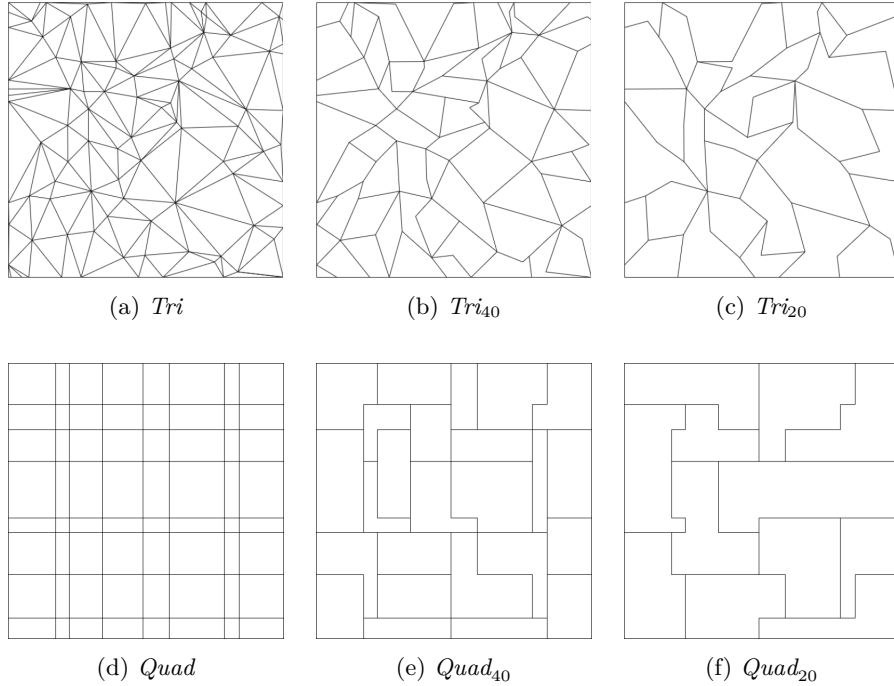 (a) Tri
(b) Tri₄₀
(c) Tri₂₀
(d) Quad
(e) Quad₄₀
(f) Quad₂₀